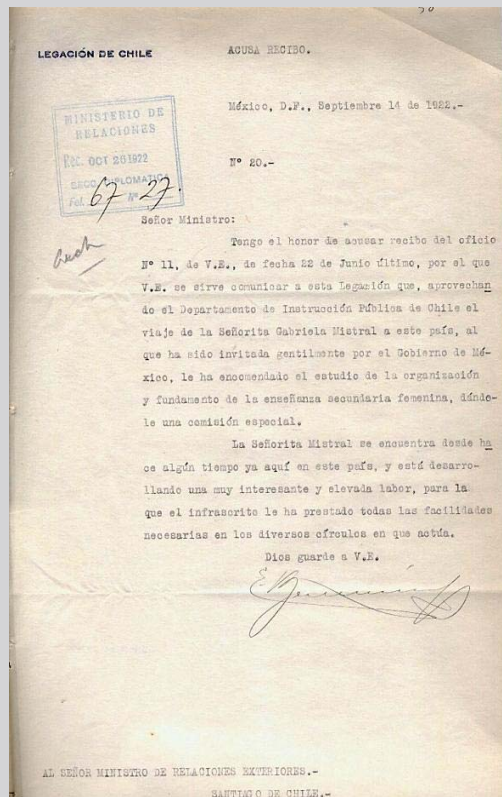 LEGACIÓN DE CHILE
ACUSA RECIBO.
México, D.F., Septiembre 14 de 1922.-
MINISTERIO DE
RELACIONES
Rec. OCT 26 1922
SECC. DIPLOMATICA
Fol. 67 Nº 27.
Nº 20.-
Señor Ministro:
Tengo el honor de acusar recibo del oficio
Nº 11, de V.E., de fecha 22 de Junio último, por el que
V.E. se sirve comunicar a esta Legación que, aprovechan
do el Departamento de Instrucción Pública de Chile el
viaje de la Señorita Gabriela Mistral a este país, al
que ha sido invitada gentilmente por el Gobierno de Mé-
xico, le ha encomendado el estudio de la organización
y fundamento de la enseñanza secundaria femenina, dándo-
le una comisión especial.
La Señorita Mistral se encuentra desde ha
ce algún tiempo ya aquí en este país, y está desarro-
llando una muy interesante y elevada labor, para la
que el infrascrito le ha prestado todas las facilidades
necesarias en los diversos círculos en que actúa.
Dios guarde a V.E.
AL SEÑOR MINISTRO DE RELACIONES EXTERIORES.-
SANTIAGO DE CHILE.-